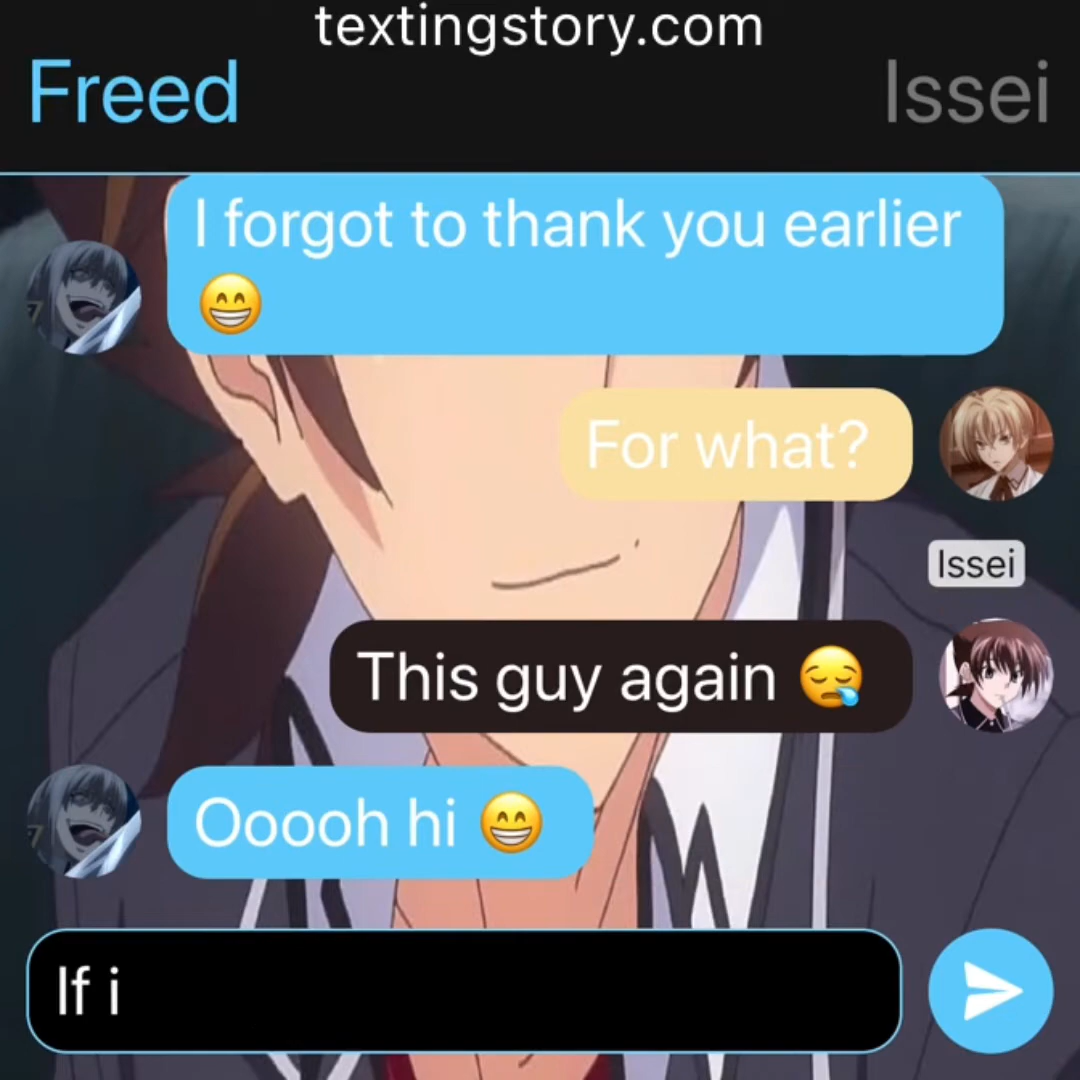 textingstory.com
Freed
Issei
I forgot to thank you earlier
😁
For what?
Issei
This guy again 😪
Ooooh hi 😁
If i